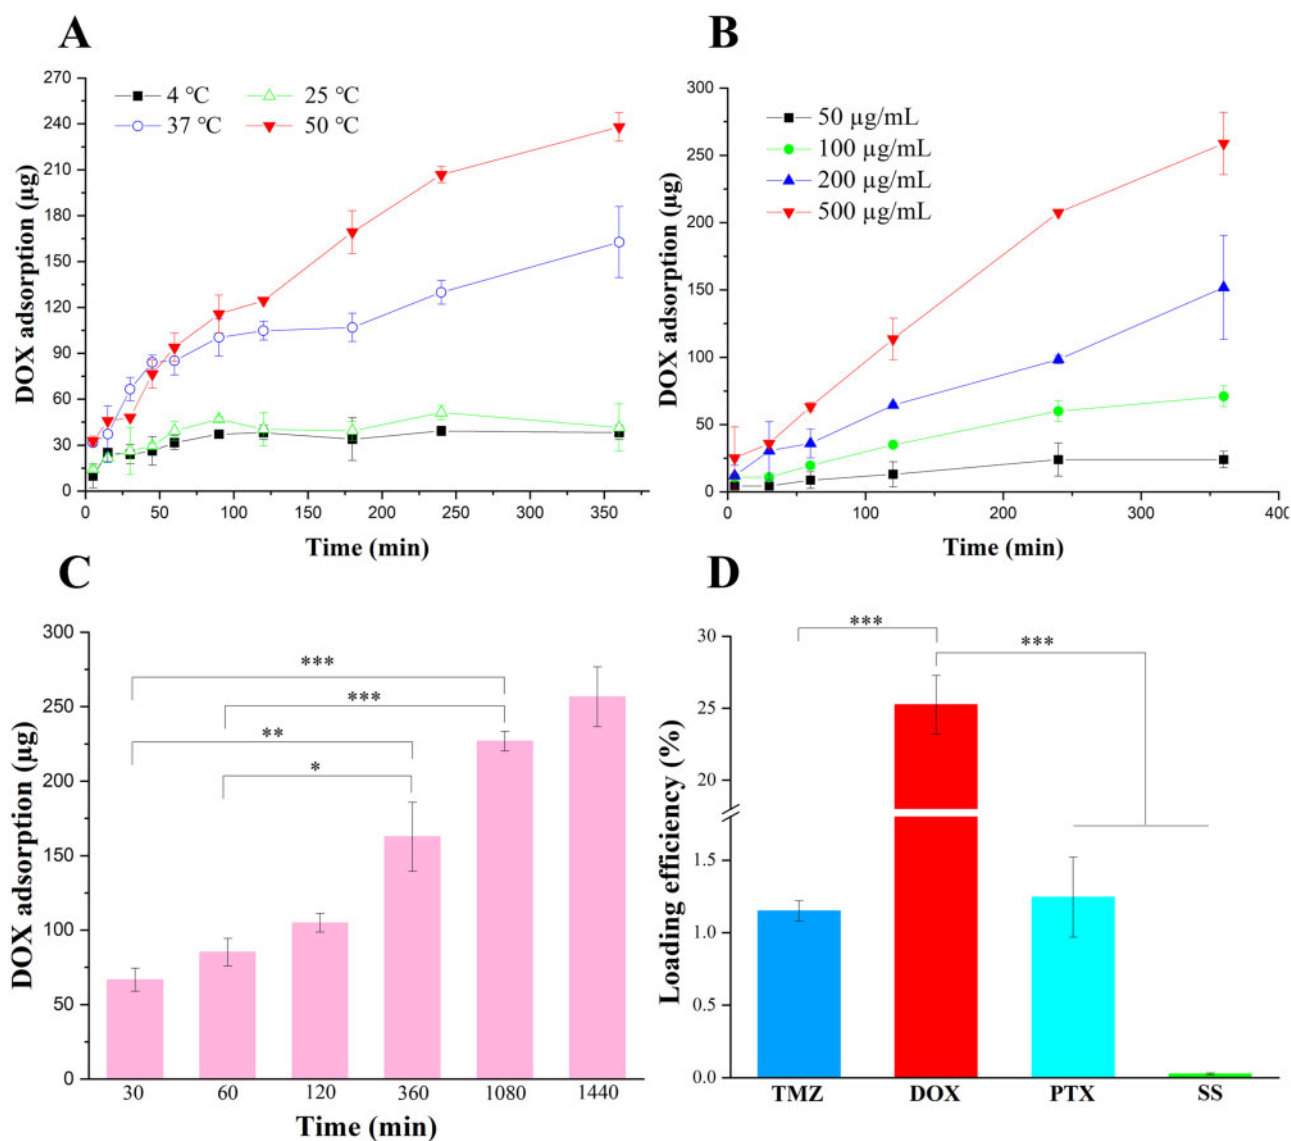 A
4 °C
25 °C
37 °C
50 °C
270
240
210
180
150
120
90
60
30
0
DOX adsorption (µg)
0 50 100 150 200 250 300 350
Time (min)
B
50 µg/mL
100 µg/mL
200 µg/mL
500 µg/mL
300
250
200
150
100
50
0
DOX adsorption (µg)
0 100 200 300 400
Time (min)
C
300
250
200
150
100
50
0
DOX adsorption (µg)
***
***
**
*
30 60 120 360 1080 1440
Time (min)
D
30
25
20
1.5
1.0
0.5
0.0
Loading efficiency (%)
***
***
TMZ DOX PTX SS